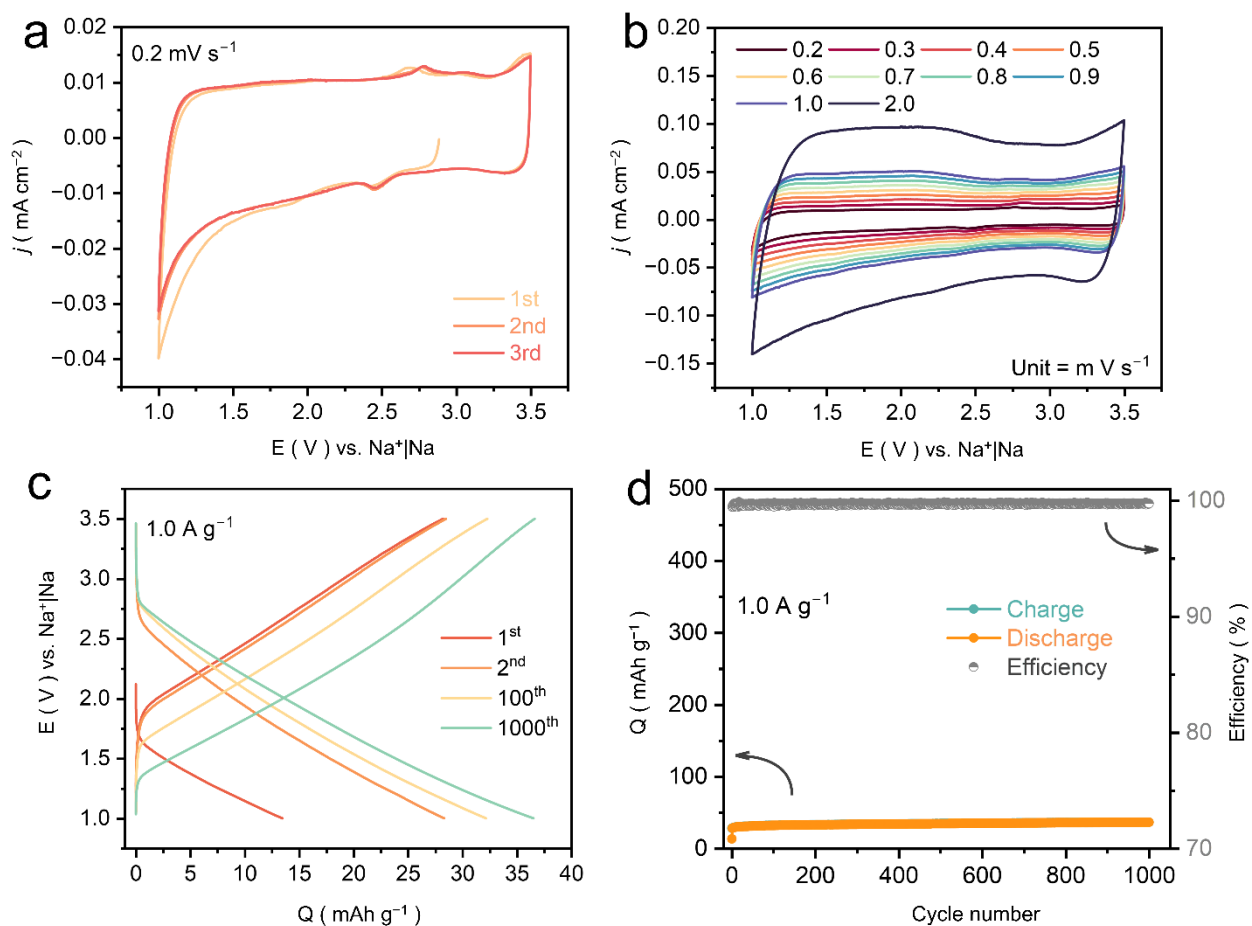 a
0.2 mV s⁻¹
0.02
0.01
0.00
−0.01
−0.02
−0.03
−0.04
j ( mA cm⁻²)
1st
2nd
3rd
1.0 1.5 2.0 2.5 3.0 3.5
E ( V ) vs. Na⁺|Na
b
0.20
0.15
0.10
0.05
0.00
−0.05
−0.10
−0.15
j ( mA cm⁻²)
0.2 0.3 0.4 0.5
0.6 0.7 0.8 0.9
1.0 2.0
Unit = m V s⁻¹
1.0 1.5 2.0 2.5 3.0 3.5
E ( V ) vs. Na⁺|Na
c
1.0 A g⁻¹
3.5
3.0
2.5
2.0
1.5
1.0
E ( V ) vs. Na⁺|Na
1ˢᵗ
2ⁿᵈ
100ᵗʰ
1000ᵗʰ
0 5 10 15 20 25 30 35 40
Q ( mAh g⁻¹)
d
500
450
400
350
300
250
200
150
100
50
0
Q ( mAh g⁻¹)
1.0 A g⁻¹
Charge
Discharge
Efficiency
100
90
80
70
Efficiency ( % )
0 200 400 600 800 1000
Cycle number